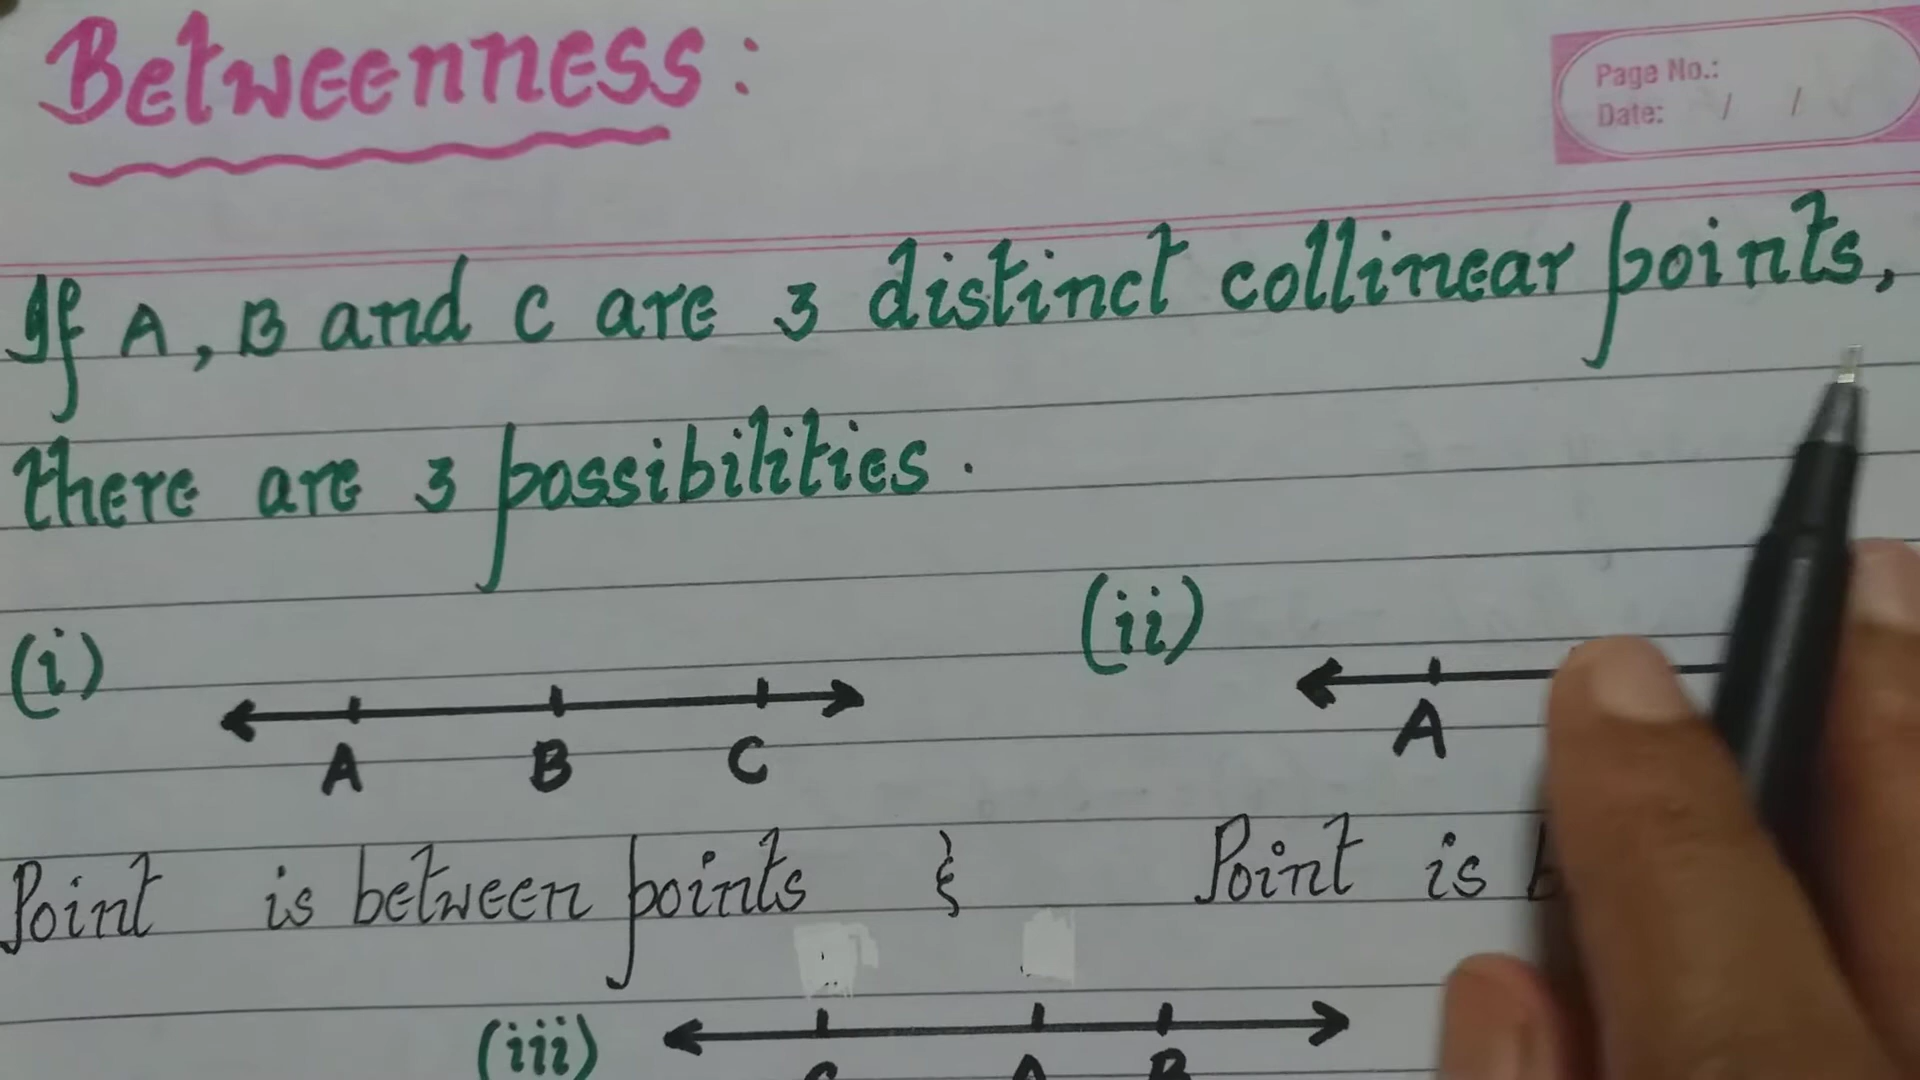 Betweenness:
Page No.:
Date: / /
If A, B and C are 3 distinct collinear points,
there are 3 possibilities.
(i)
(ii)
A B C
A
Point is between points &
Point is
(iii)
C A B